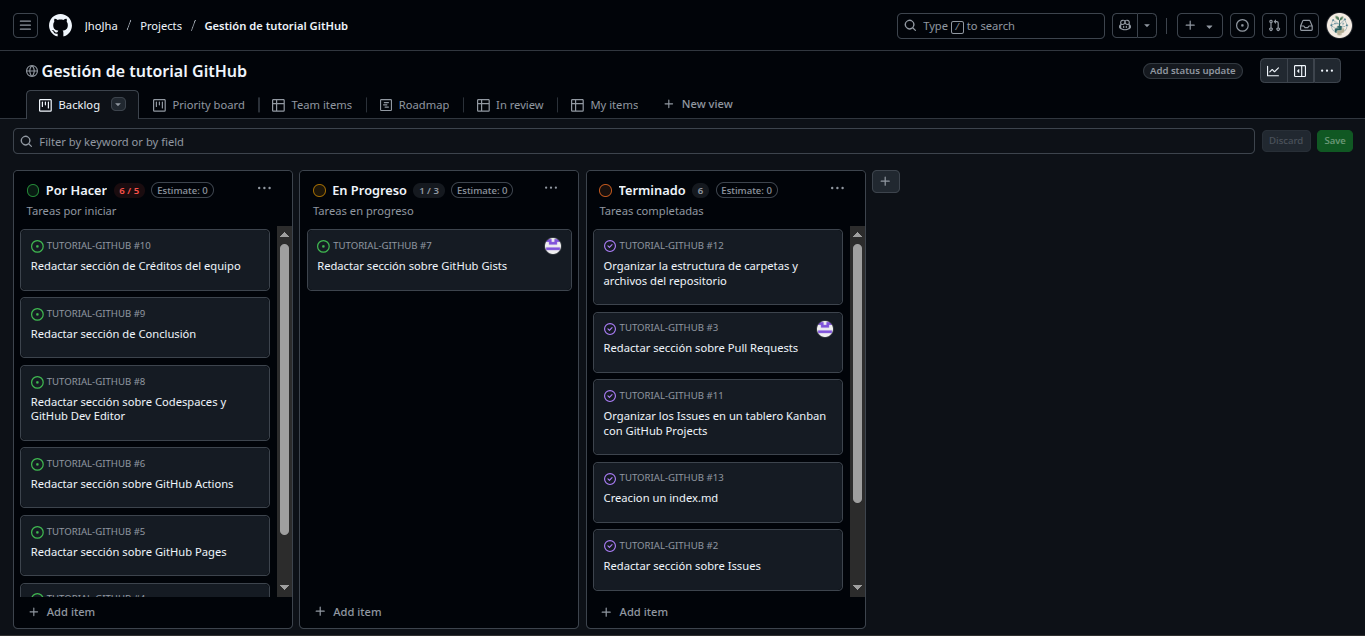 JhoJha / Projects / Gestión de tutorial GitHub
Type / to search
Gestión de tutorial GitHub
Add status update
Backlog
Priority board
Team items
Roadmap
In review
My items
New view
Filter by keyword or by field
Discard
Save
Por Hacer 6 / 5 Estimate: 0
Tareas por iniciar
TUTORIAL-GITHUB #10
Redactar sección de Créditos del equipo
TUTORIAL-GITHUB #9
Redactar sección de Conclusión
TUTORIAL-GITHUB #8
Redactar sección sobre Codespaces y
GitHub Dev Editor
TUTORIAL-GITHUB #6
Redactar sección sobre GitHub Actions
TUTORIAL-GITHUB #5
Redactar sección sobre GitHub Pages
Add item
En Progreso 1 / 3 Estimate: 0
Tareas en progreso
TUTORIAL-GITHUB #7
Redactar sección sobre GitHub Gists
Add item
Terminado 6 Estimate: 0
Tareas completadas
TUTORIAL-GITHUB #12
Organizar la estructura de carpetas y
archivos del repositorio
TUTORIAL-GITHUB #3
Redactar sección sobre Pull Requests
TUTORIAL-GITHUB #11
Organizar los Issues en un tablero Kanban
con GitHub Projects
TUTORIAL-GITHUB #13
Creacion un index.md
TUTORIAL-GITHUB #2
Redactar sección sobre Issues
Add item